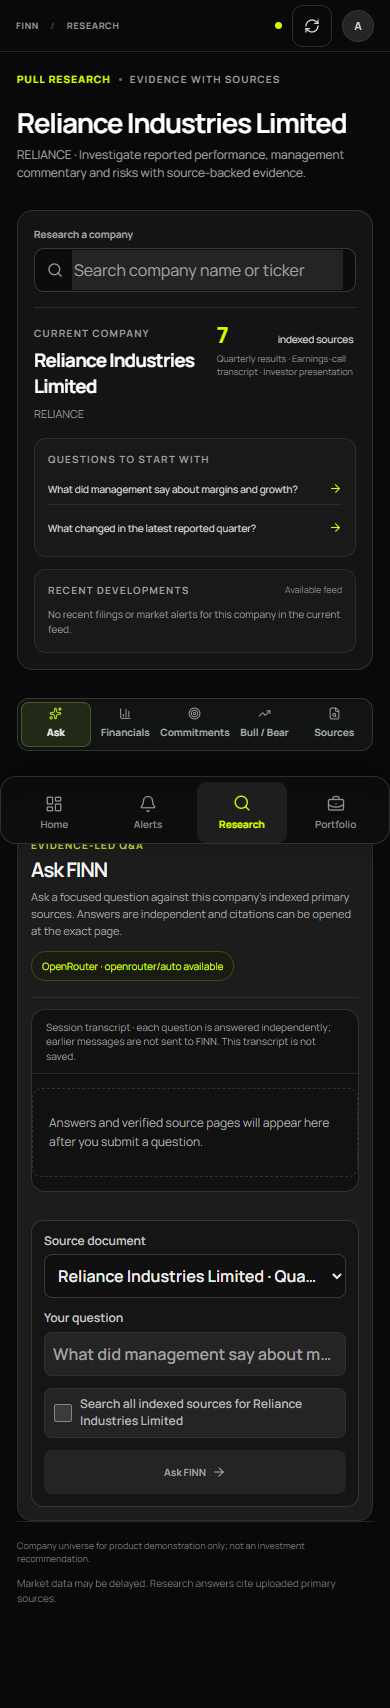 FINN / RESEARCH
A
PULL RESEARCH • EVIDENCE WITH SOURCES
Reliance Industries Limited
RELIANCE · Investigate reported performance, management
commentary and risks with source-backed evidence.
Research a company
Search company name or ticker
CURRENT COMPANY
Reliance Industries
Limited
RELIANCE
7 indexed sources
Quarterly results · Earnings-call
transcript · Investor presentation
QUESTIONS TO START WITH
What did management say about margins and growth?
What changed in the latest reported quarter?
RECENT DEVELOPMENTS
Available feed
No recent filings or market alerts for this company in the current
feed.
Ask
Financials
Commitments
Bull / Bear
Sources
Home
Alerts
Research
Portfolio
EVIDENCE-LED Q&A
Ask FINN
Ask a focused question against this company's indexed primary
sources. Answers are independent and citations can be opened
at the exact page.
OpenRouter · openrouter/auto available
Session transcript · each question is answered independently;
earlier messages are not sent to FINN. This transcript is not
saved.
Answers and verified source pages will appear here
after you submit a question.
Source document
Reliance Industries Limited · Qua...
Your question
What did management say about m...
Search all indexed sources for Reliance
Industries Limited
Ask FINN →
Company universe for product demonstration only; not an investment
recommendation.
Market data may be delayed. Research answers cite uploaded primary
sources.